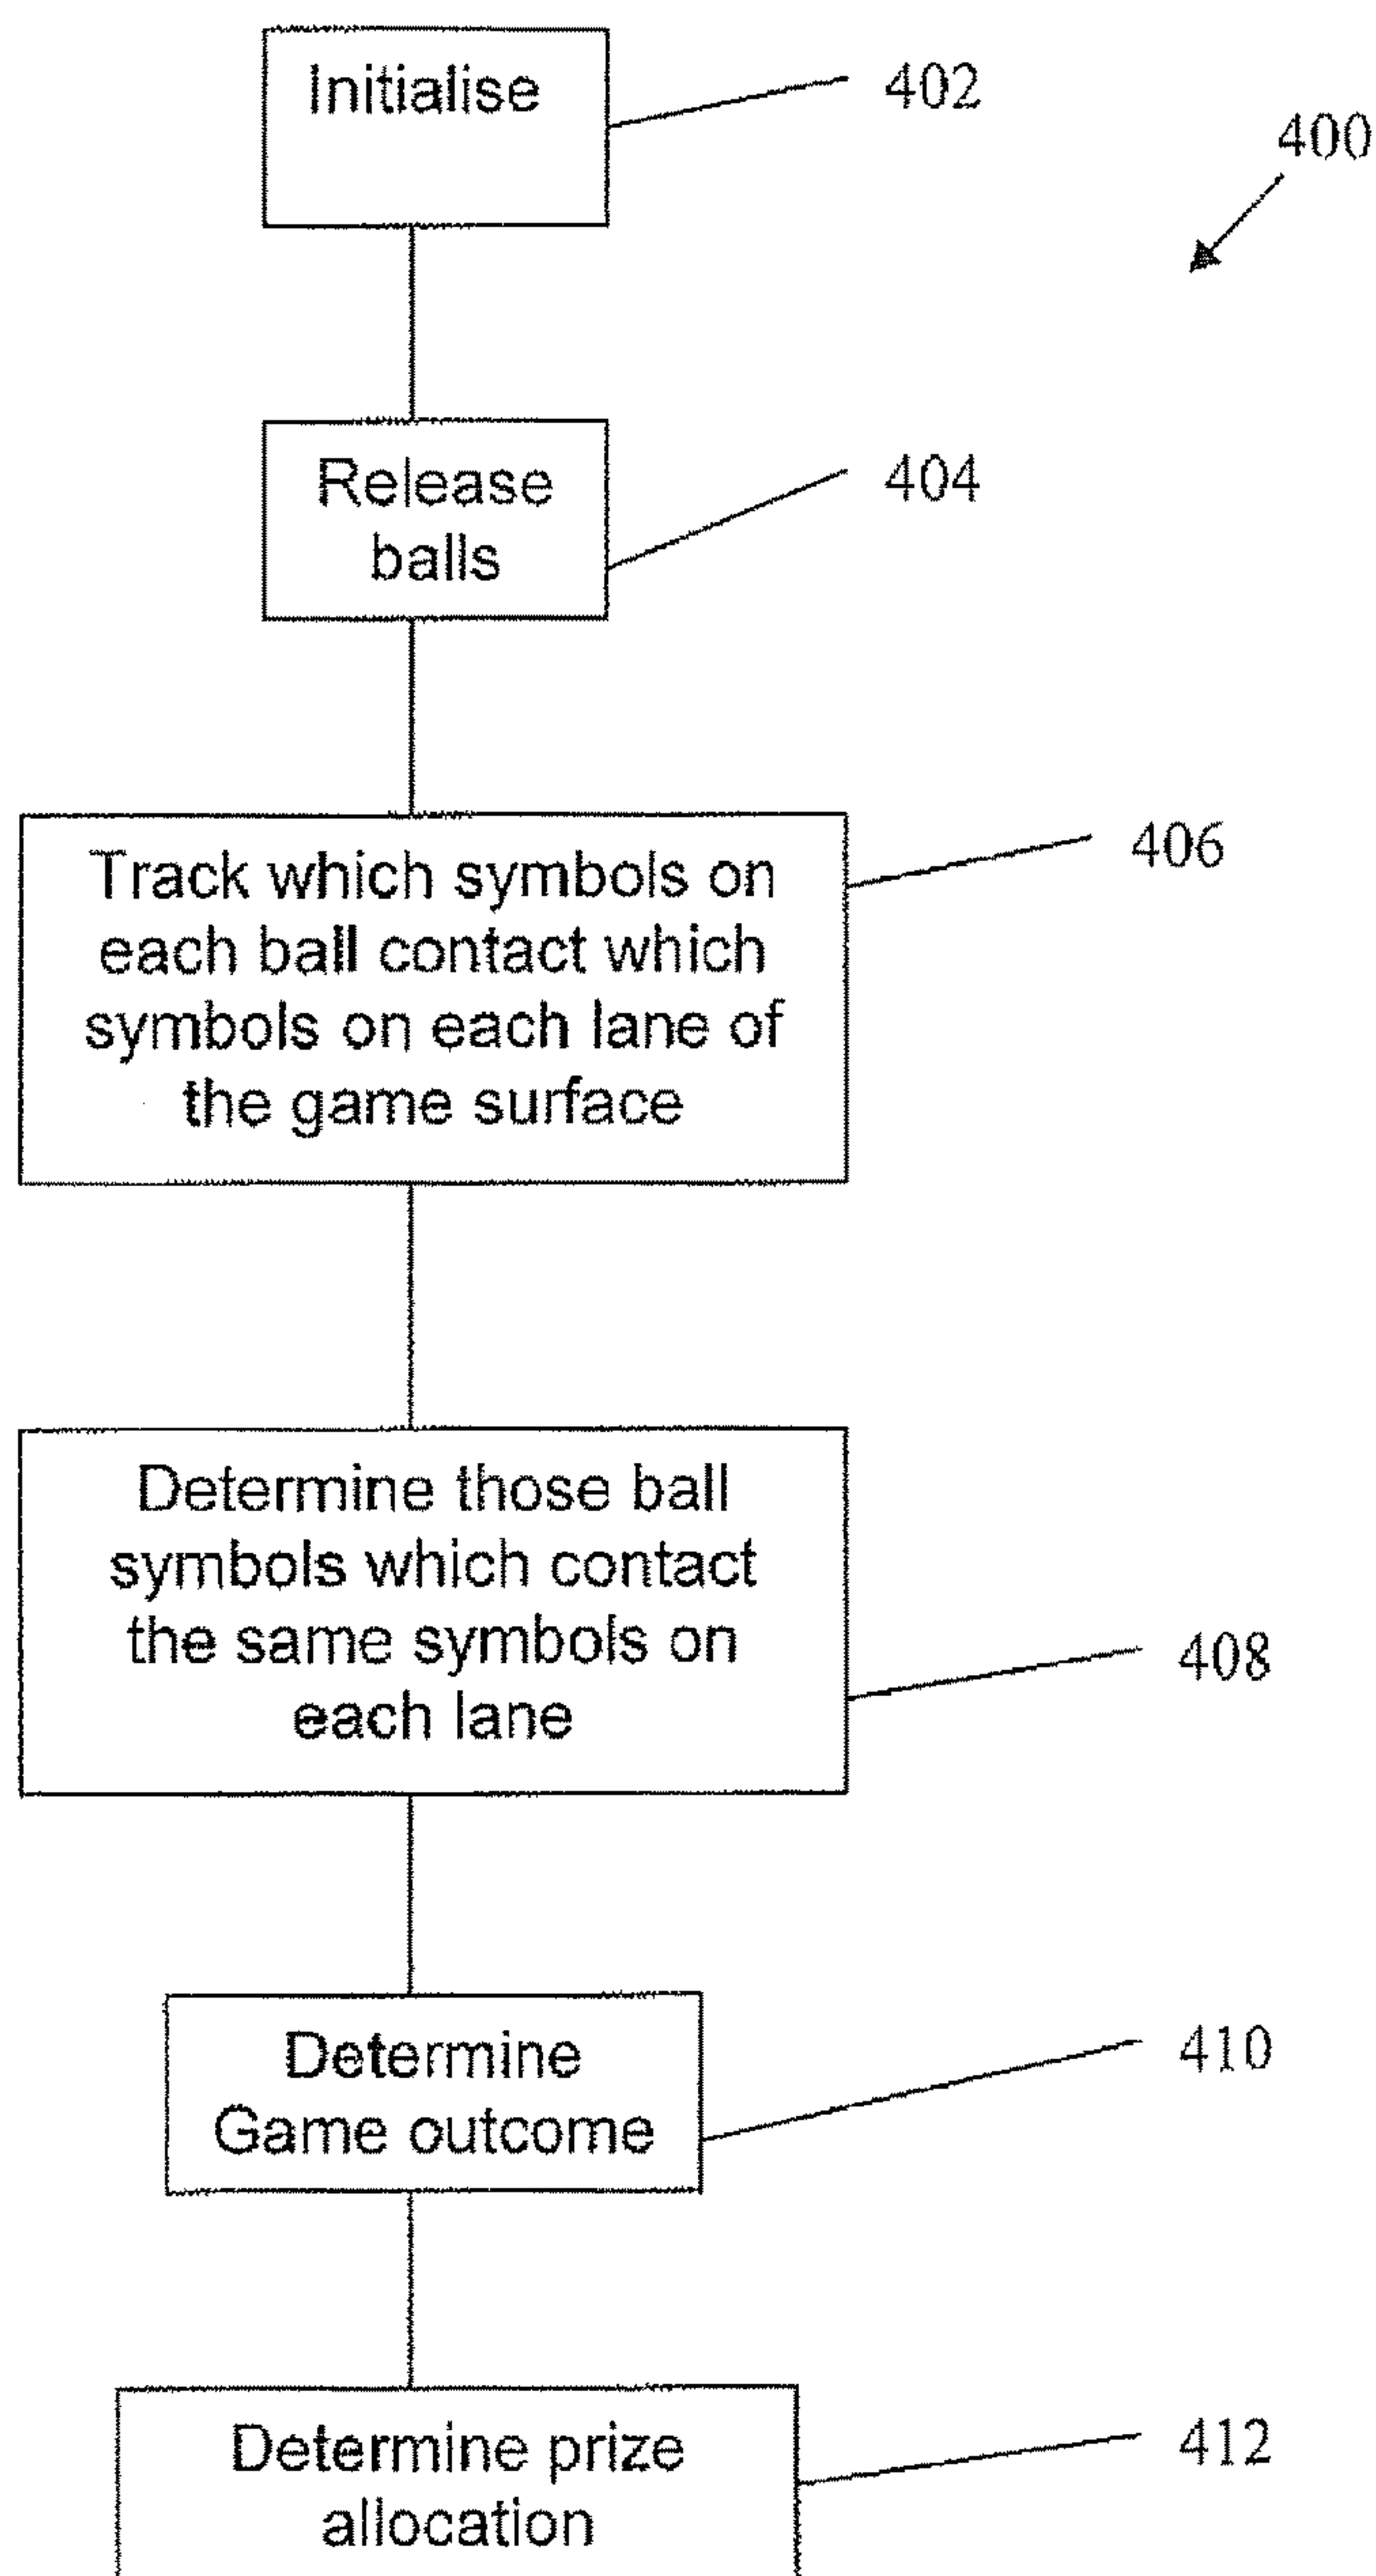 Initialise
402
400
Release
balls
404
Track which symbols on
each ball contact which
symbols on each lane of
the game surface
406
Determine those ball
symbols which contact
the same symbols on
each lane
408
Determine
Game outcome
410
Determine prize
allocation
412